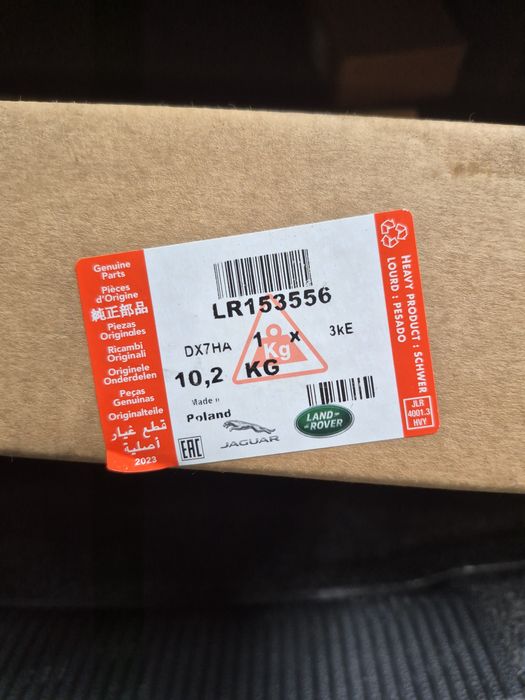 Genuine
Parts
Pièces
d'Origine
純正部品
Piezas
Originales
Ricambi
Originali
Originele
Onderdelen
Peças
Genuinas
Originalteile
قطع غيار
أصلية
2023
LR153556
DX7HA 1 x 3kE
Kg
10,2 KG
Made in
Poland
EAC
JAGUAR
LAND-
-ROVER
HEAVY PRODUCT : SCHWER
LOURD : PESADO
JLR
4001.3
HVY